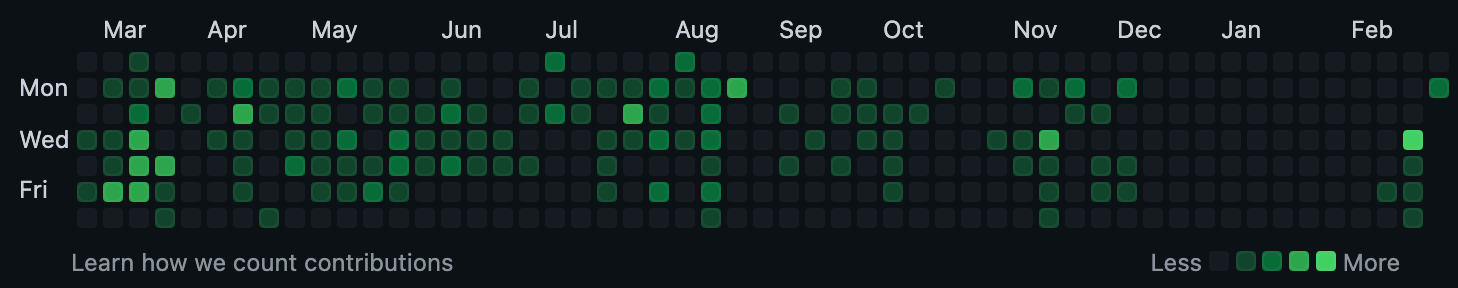 Mar Apr May Jun Jul Aug Sep Oct Nov Dec Jan Feb
Mon
Wed
Fri
Learn how we count contributions Less More